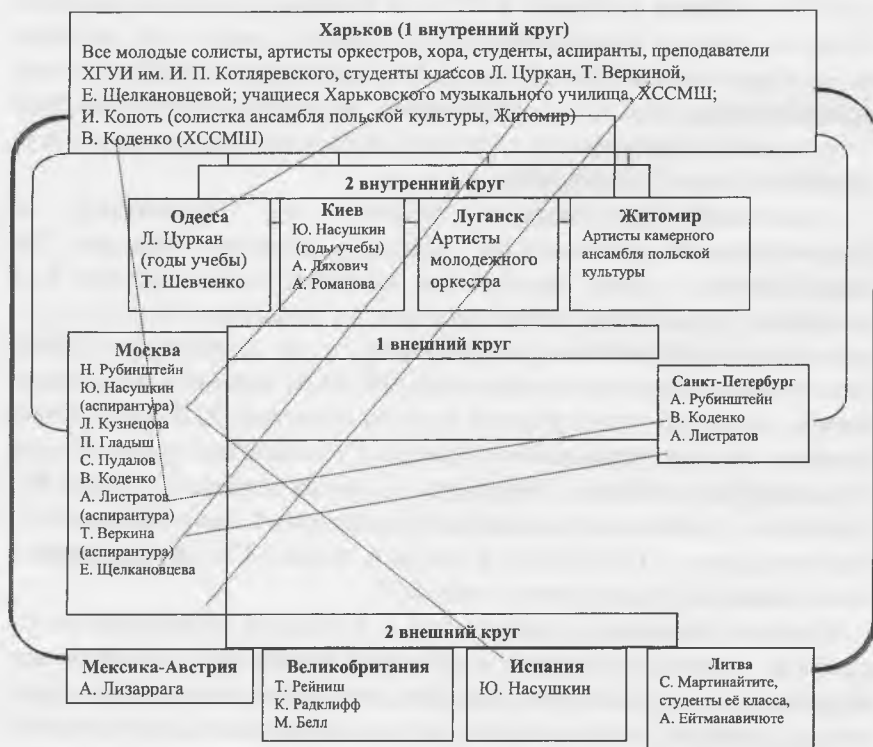 Харьков (1 внутренний круг)
Все молодые солисты, артисты оркестров, хора, студенты, аспиранты, преподаватели
ХГУИ им. И. П. Котляревского, студенты классов Л. Цуркан, Т. Веркиной,
Е. Щелкановцевой; учащиеся Харьковского музыкального училища, ХССМШ;
И. Копоть (солистка ансамбля польской культуры, Житомир)
В. Коденко (ХССМШ)
2 внутренний круг
Одесса
Л. Цуркан
(годы учебы)
Т. Шевченко
Киев
Ю. Насушкин
(годы учебы)
А. Ляхович
А. Романова
Луганск
Артисты
молодежного
оркестра
Житомир
Артисты камерного
ансамбля польской
культуры
1 внешний круг
Москва
Н. Рубинштейн
Ю. Насушкин
(аспирантура)
Л. Кузнецова
П. Гладыш
С. Пудалов
В. Коденко
А. Листратов
(аспирантура)
Т. Веркина
(аспирантура)
Е. Щелкановцева
Санкт-Петербург
А. Рубинштейн
В. Коденко
А. Листратов
2 внешний круг
Мексика-Австрия
А. Лизаррага
Великобритания
Т. Рейниш
К. Радклифф
М. Белл
Испания
Ю. Насушкин
Литва
С. Мартинайтите,
студенты её класса,
А. Ейтманавичюте